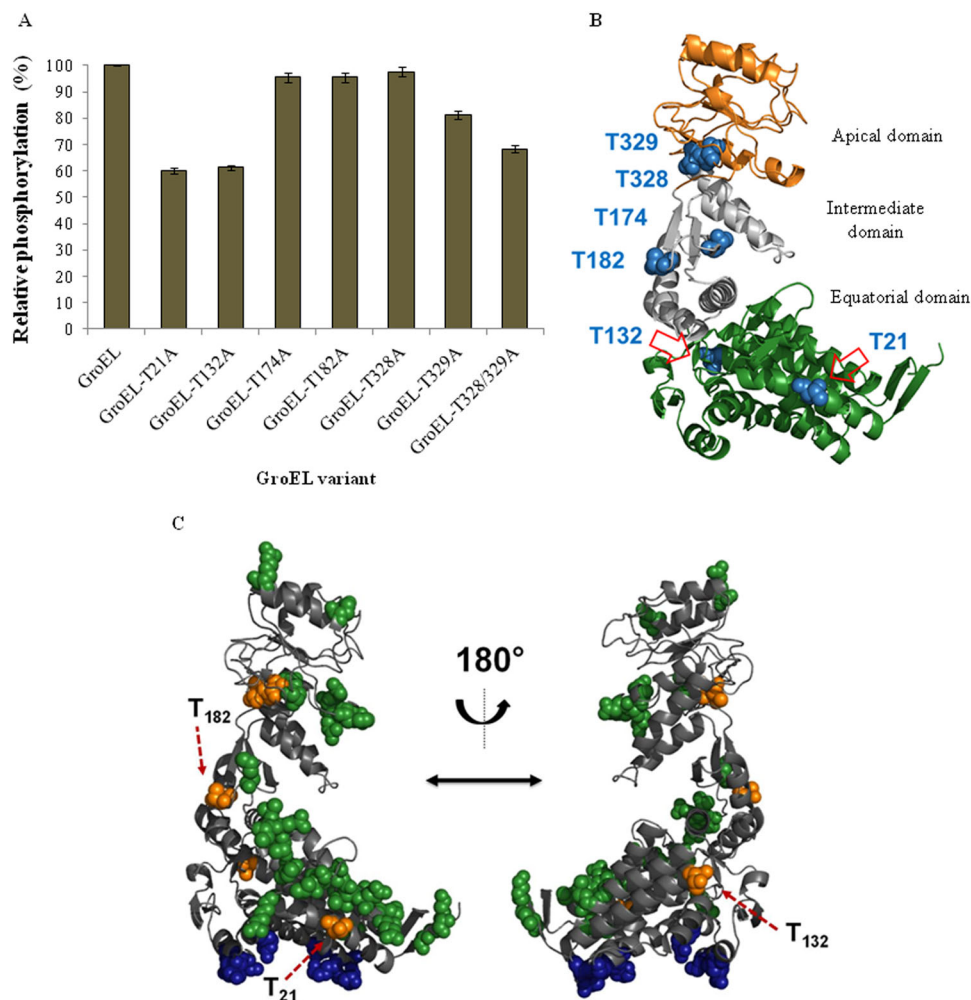 A
Relative phosphorylation (%)
100
90
80
70
60
50
40
30
20
10
0
GroEL
GroEL-T21A
GroEL-T132A
GroEL-T174A
GroEL-T182A
GroEL-T328A
GroEL-T329A
GroEL-T328/329A
GroEL variant
B
T329
T328
T174
T182
T132
T21
Apical domain
Intermediate
domain
Equatorial domain
C
T182
180°
T21
T132